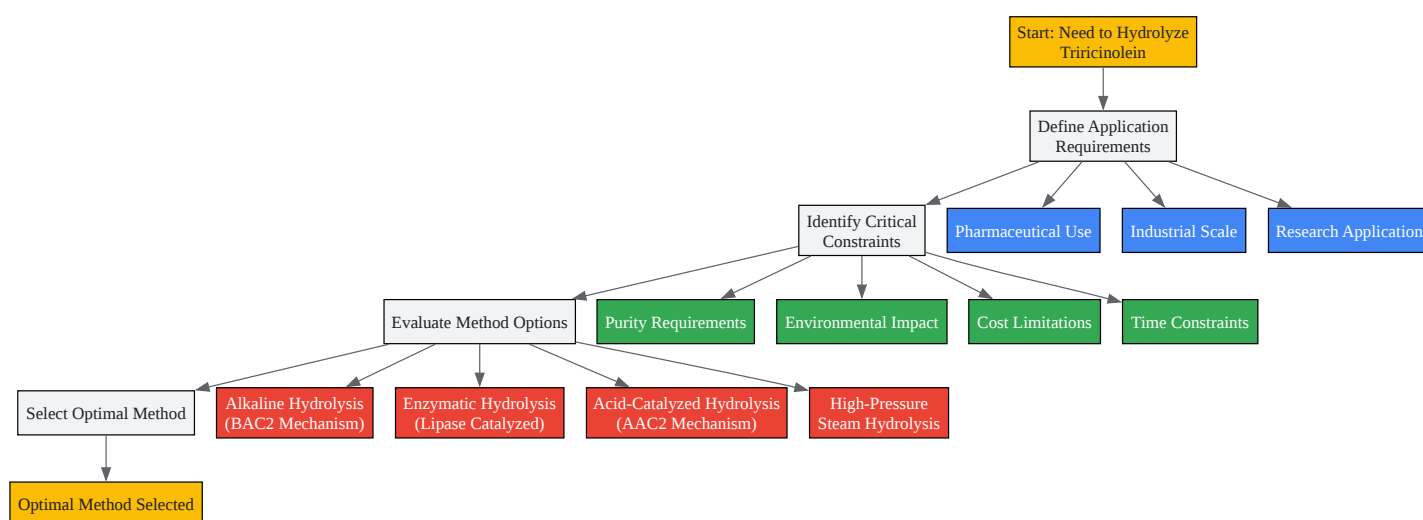 Start: Need to Hydrolyze
Triricinolein
Define Application
Requirements
Identify Critical
Constraints
Pharmaceutical Use
Industrial Scale
Research Application
Evaluate Method Options
Purity Requirements
Environmental Impact
Cost Limitations
Time Constraints
Select Optimal Method
Alkaline Hydrolysis
(BAC2 Mechanism)
Enzymatic Hydrolysis
(Lipase Catalyzed)
Acid-Catalyzed Hydrolysis
(AAC2 Mechanism)
High-Pressure
Steam Hydrolysis
Optimal Method Selected